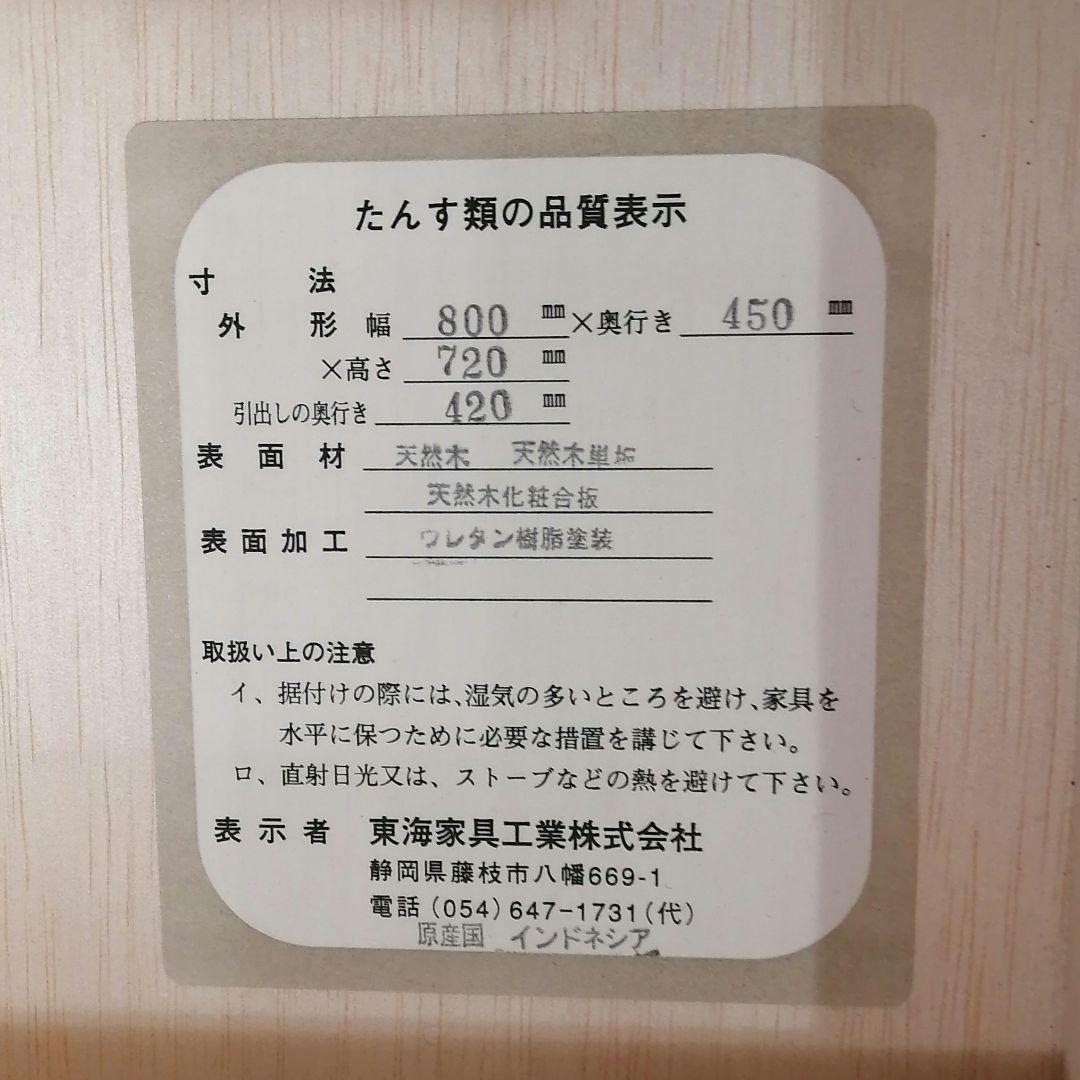 たんす類の品質表示
寸法
外形 幅 800 mm ×奥行き 450 mm
×高さ 720 mm
引出しの奥行き 420 mm
表面材 天然木 天然木単板
天然木化粧合板
表面加工 ウレタン樹脂塗装
取扱い上の注意
イ、据付けの際には、湿気の多いところを避け、家具を
水平に保つために必要な措置を講じて下さい。
ロ、直射日光又は、ストーブなどの熱を避けて下さい。
表示者 東海家具工業株式会社
静岡県藤枝市八幡669-1
電話(054)647-1731(代)
原産国 インドネシア